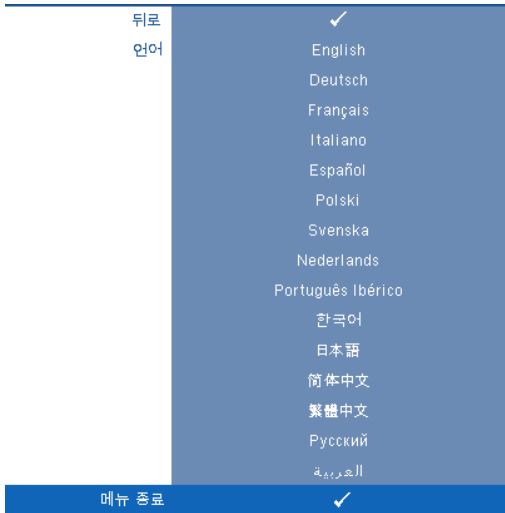 뒤로 ✓
언어 English
Deutsch
Français
Italiano
Español
Polski
Svenska
Nederlands
Português Ibérico
한국어
日本語
简体中文
繁體中文
Русский
العربية
메뉴 종료 ✓